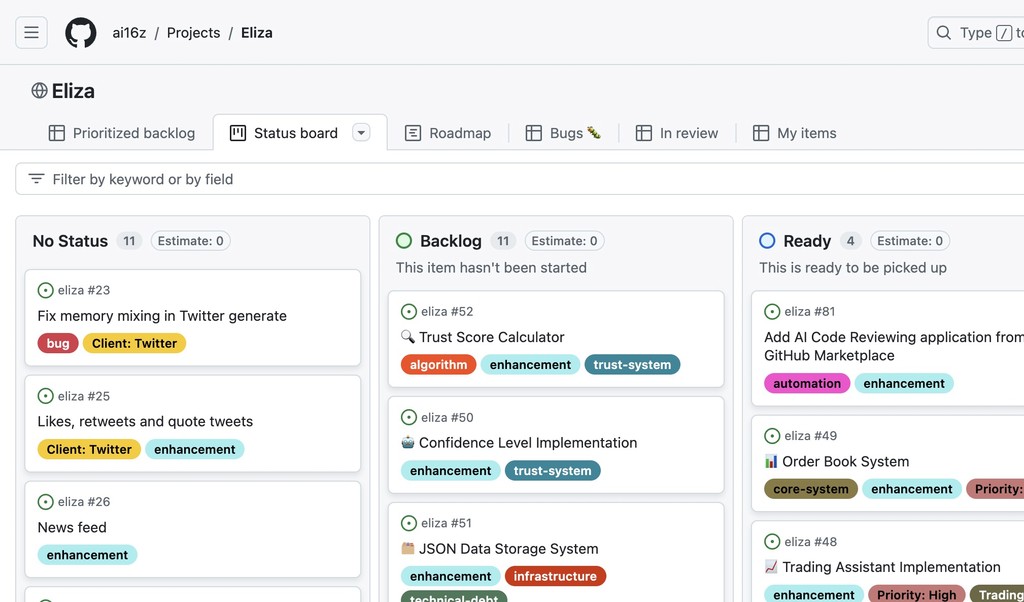 ai16z / Projects / Eliza
Type / to
Eliza
Prioritized backlog
Status board
Roadmap
Bugs
In review
My items
Filter by keyword or by field
No Status 11 Estimate: 0
eliza #23
Fix memory mixing in Twitter generate
bug Client: Twitter
eliza #25
Likes, retweets and quote tweets
Client: Twitter enhancement
eliza #26
News feed
enhancement
Backlog 11 Estimate: 0
This item hasn't been started
eliza #52
🔍 Trust Score Calculator
algorithm enhancement trust-system
eliza #50
🤖 Confidence Level Implementation
enhancement trust-system
eliza #51
🗂️ JSON Data Storage System
enhancement infrastructure
technical-debt
Ready 4 Estimate: 0
This is ready to be picked up
eliza #81
Add AI Code Reviewing application from
GitHub Marketplace
automation enhancement
eliza #49
📊 Order Book System
core-system enhancement Priority:
eliza #48
📈 Trading Assistant Implementation
enhancement Priority: High Trading